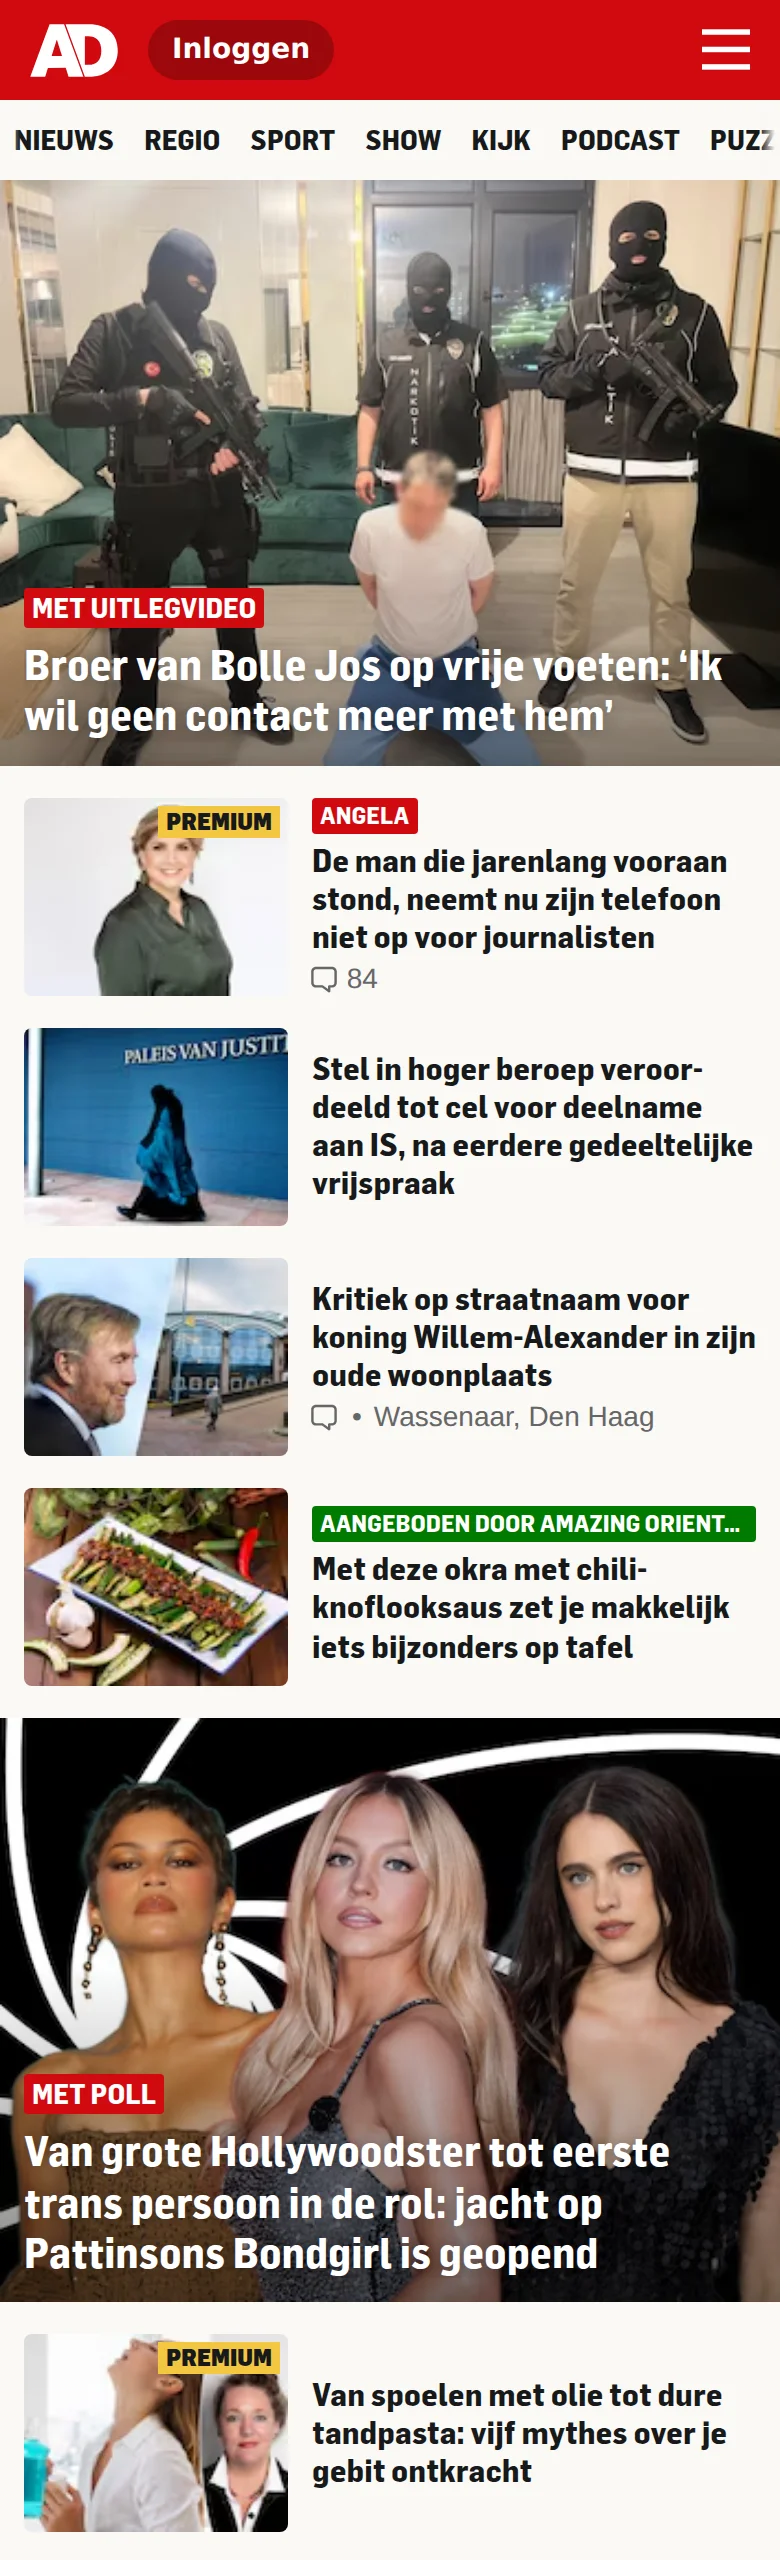 AD
Inloggen
NIEUWS REGIO SPORT SHOW KIJK PODCAST PUZZ
NARKOTİK
TİK
MET UITLEGVIDEO
Broer van Bolle Jos op vrije voeten: ‘Ik
wil geen contact meer met hem’
PREMIUM
ANGELA
De man die jarenlang vooraan
stond, neemt nu zijn telefoon
niet op voor journalisten
84
PALEIS VAN JUSTIT
Stel in hoger beroep veroor-
deeld tot cel voor deelname
aan IS, na eerdere gedeeltelijke
vrijspraak
Kritiek op straatnaam voor
koning Willem-Alexander in zijn
oude woonplaats
• Wassenaar, Den Haag
AANGEBODEN DOOR AMAZING ORIENT...
Met deze okra met chili-
knoflooksaus zet je makkelijk
iets bijzonders op tafel
MET POLL
Van grote Hollywoodster tot eerste
trans persoon in de rol: jacht op
Pattinsons Bondgirl is geopend
PREMIUM
Van spoelen met olie tot dure
tandpasta: vijf mythes over je
gebit ontkracht